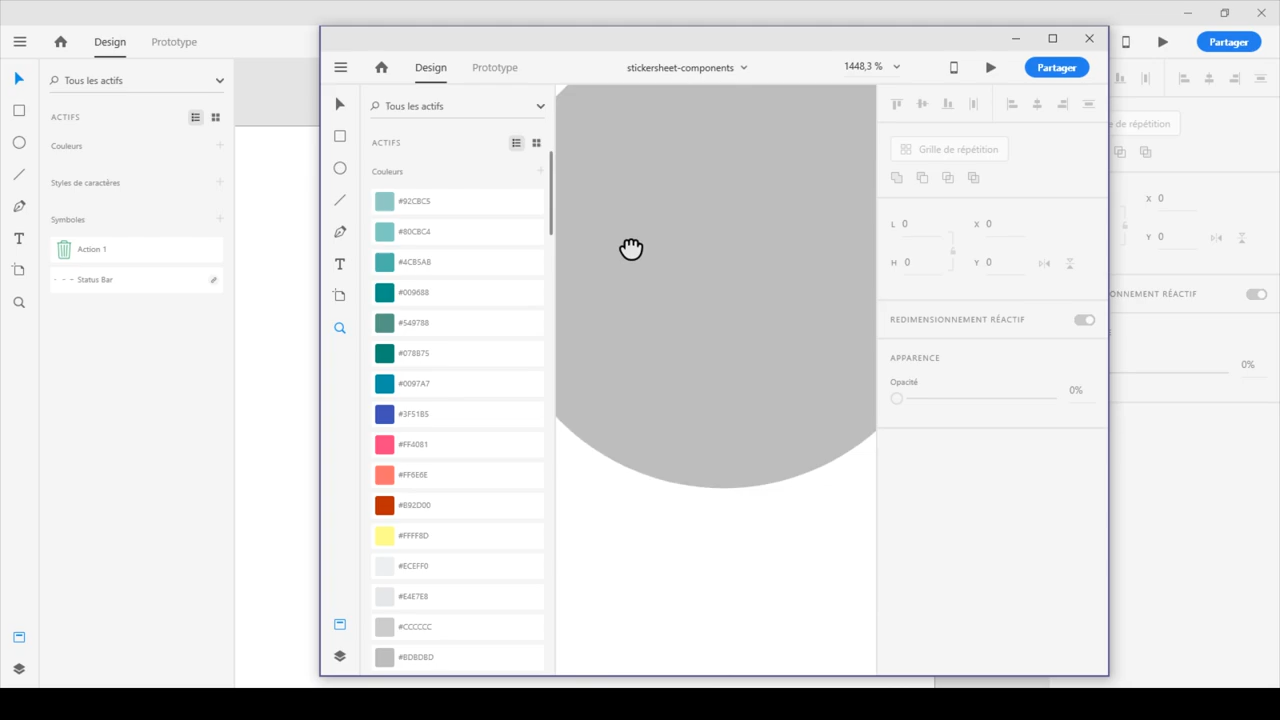 Design
Prototype
Partager
Tous les actifs
ACTIFS
Couleurs
Styles de caractères
Symboles
Action 1
Status Bar
Design
Prototype
stickersheet-components
1448,3 %
Partager
Tous les actifs
ACTIFS
Couleurs
#92CBC5
#80CBC4
#4CB5AB
#009688
#549788
#078B75
#0097A7
#3F51B5
#FF4081
#FF6E6E
#B92D00
#FFFF8D
#ECEFF0
#E4E7E8
#CCCCCC
#BDBDBD
Grille de répétition
L 0
X 0
H 0
Y 0
REDIMENSIONNEMENT RÉACTIF
APPARENCE
Opacité
0%
de répétition
X 0
Y 0
ONNEMENT RÉACTIF
0%